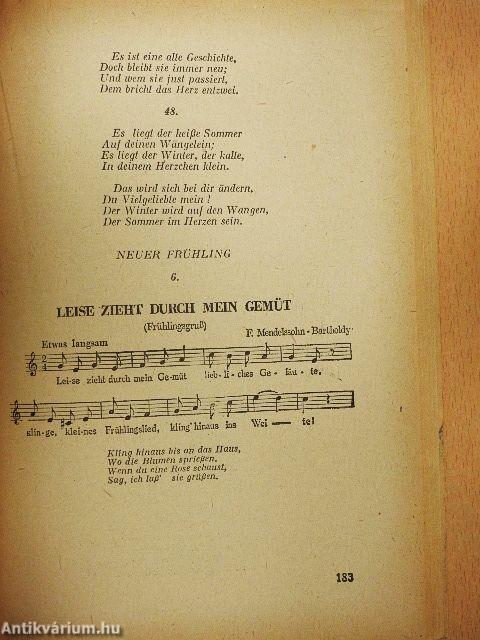 Es ist eine alte Geschichte,
Doch bleibt sie immer neu;
Und wem sie just passiert,
Dem bricht das Herz entzwei.
48.
Es liegt der heiße Sommer
Auf deinen Wängelein;
Es liegt der Winter, der kalte,
In deinem Herzchen klein.
Das wird sich bei dir ändern,
Du Vielgeliebte mein!
Der Winter wird auf den Wangen,
Der Sommer im Herzen sein.
NEUER FRÜHLING
6.
LEISE ZIEHT DURCH MEIN GEMÜT
(Frühlingsgruß)
Etwas langsam F. Mendelssohn-Bartholdy
2 4
Lei-se zieht durch mein Ge-müt lieb-li-ches Ge-läu-te.
klin-ge, klei-nes Frühlingslied, kling' hinaus ins Wei-te!
Kling hinaus bis an das Haus,
Wo die Blumen sprießen.
Wenn du eine Rose schaust,
Sag, ich laß' sie grüßen.
183
Antikvárium.hu